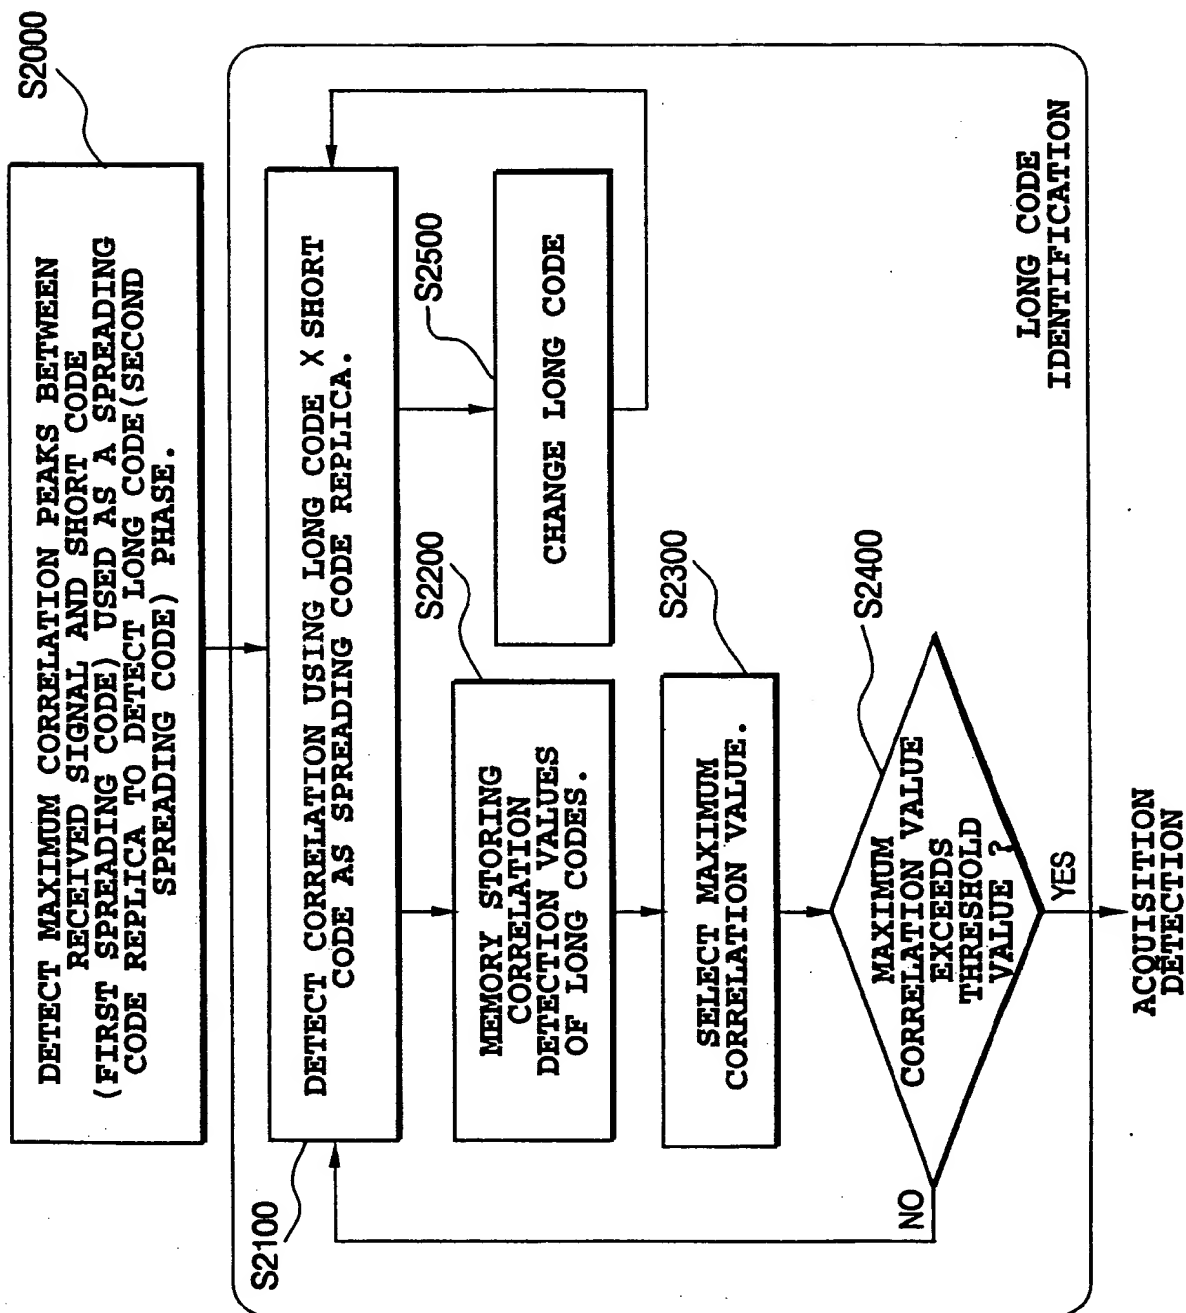 S2000
DETECT MAXIMUM CORRELATION PEAKS BETWEEN
RECEIVED SIGNAL AND SHORT CODE
(FIRST SPREADING CODE) USED AS A SPREADING
CODE REPLICA TO DETECT LONG CODE(SECOND
SPREADING CODE) PHASE.
S2100
DETECT CORRELATION USING LONG CODE X SHORT
CODE AS SPREADING CODE REPLICA.
S2200
MEMORY STORING
CORRELATION
DETECTION VALUES
OF LONG CODES.
S2500
CHANGE LONG CODE
S2300
SELECT MAXIMUM
CORRELATION VALUE.
S2400
MAXIMUM
CORRELATION VALUE
EXCEEDS
THRESHOLD
VALUE ?
NO
YES
LONG CODE
IDENTIFICATION
ACQUISITION
DETECTION